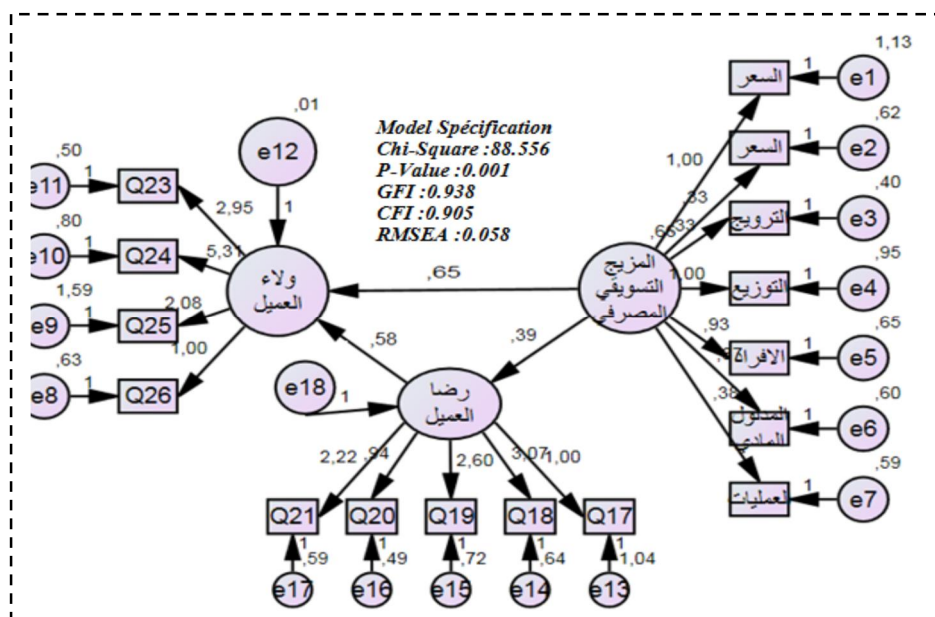 1,13
e1
1
السعر
,62
e2
1
السعر
,40
e3
1
الترويج
,95
e4
1
التوزيع
,65
e5
1
الافراد
,60
e6
1
المدلول
المادي
,59
e7
1
العمليات
1,00
,33
,33
1,00
,93
,38
المزيج
التسويقي
المصرفي
Model Spécification
Chi-Square :88.556
P-Value :0.001
GFI :0.938
CFI :0.905
RMSEA :0.058
,01
e12
1
,50
e11
1
Q23
,80
e10
1
Q24
1,59
e9
1
Q25
,63
e8
1
Q26
2,95
5,31
2,08
1,00
ولاء
العميل
,65
,58
,39
e18
1
رضا
العميل
2,22
,94
2,60
3,07
1,00
Q21
Q20
Q19
Q18
Q17
1
1
1
1
1
,59
,49
,72
,64
1,04
e17
e16
e15
e14
e13